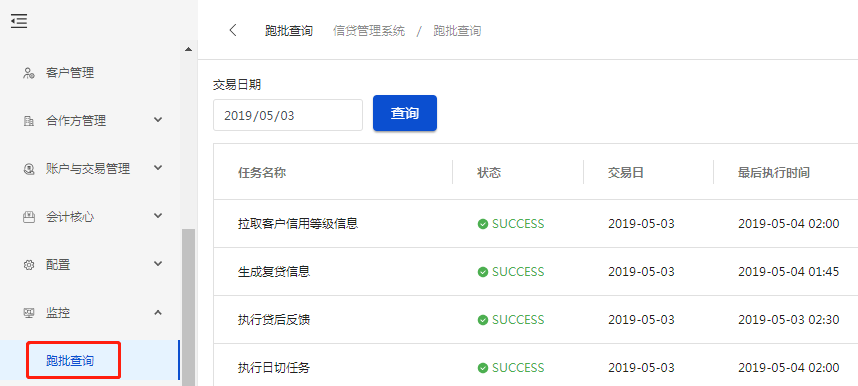 跑批查询 信贷管理系统 / 跑批查询
客户管理
合作方管理
账户与交易管理
会计核心
配置
监控
跑批查询
交易日期
2019/05/03 查询
任务名称 状态 交易日 最后执行时间
拉取客户信用等级信息 SUCCESS 2019-05-03 2019-05-04 02:00
生成复贷信息 SUCCESS 2019-05-03 2019-05-04 01:45
执行贷后反馈 SUCCESS 2019-05-03 2019-05-03 02:30
执行日切任务 SUCCESS 2019-05-03 2019-05-04 02:00